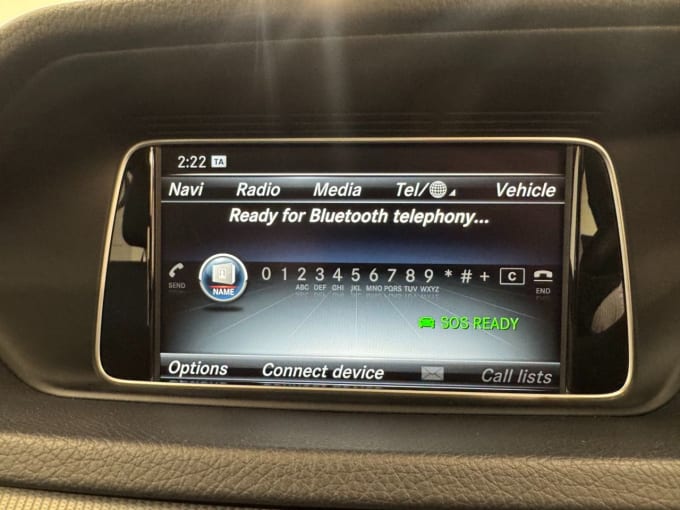 2:22 TA
Navi Radio Media Tel/ Vehicle
Ready for Bluetooth telephony...
SEND NAME 0 1 2 3 4 5 6 7 8 9 * # + C END
ABC DEF GHI JKL MNO PQRS TUV WXYZ
SOS READY
Options Connect device Call lists